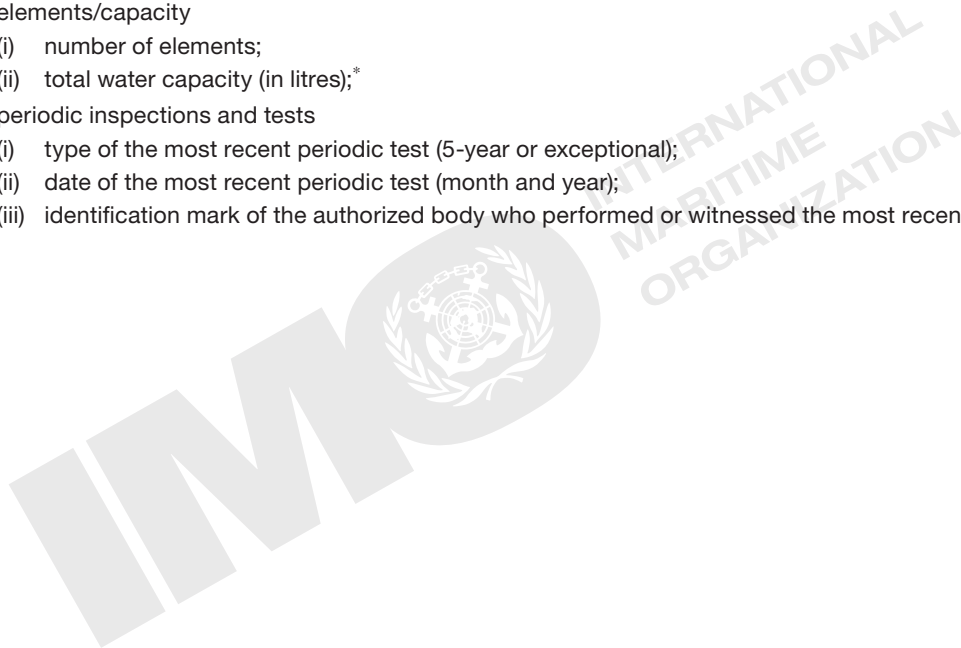 elements/capacity
(i) number of elements;
(ii) total water capacity (in litres);*
periodic inspections and tests
(i) type of the most recent periodic test (5-year or exceptional);
(ii) date of the most recent periodic test (month and year);
(iii) identification mark of the authorized body who performed or witnessed the most recen
INTERNATIONAL
MARITIME
ORGANIZATION
IMO